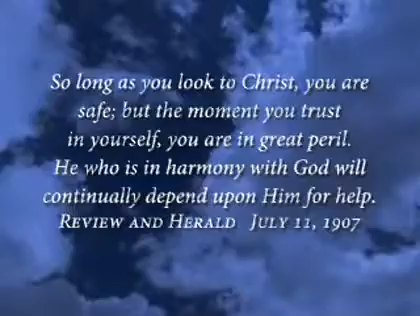 So long as you look to Christ, you are
safe; but the moment you trust
in yourself, you are in great peril.
He who is in harmony with God will
continually depend upon Him for help.
REVIEW AND HERALD JULY 11, 1907